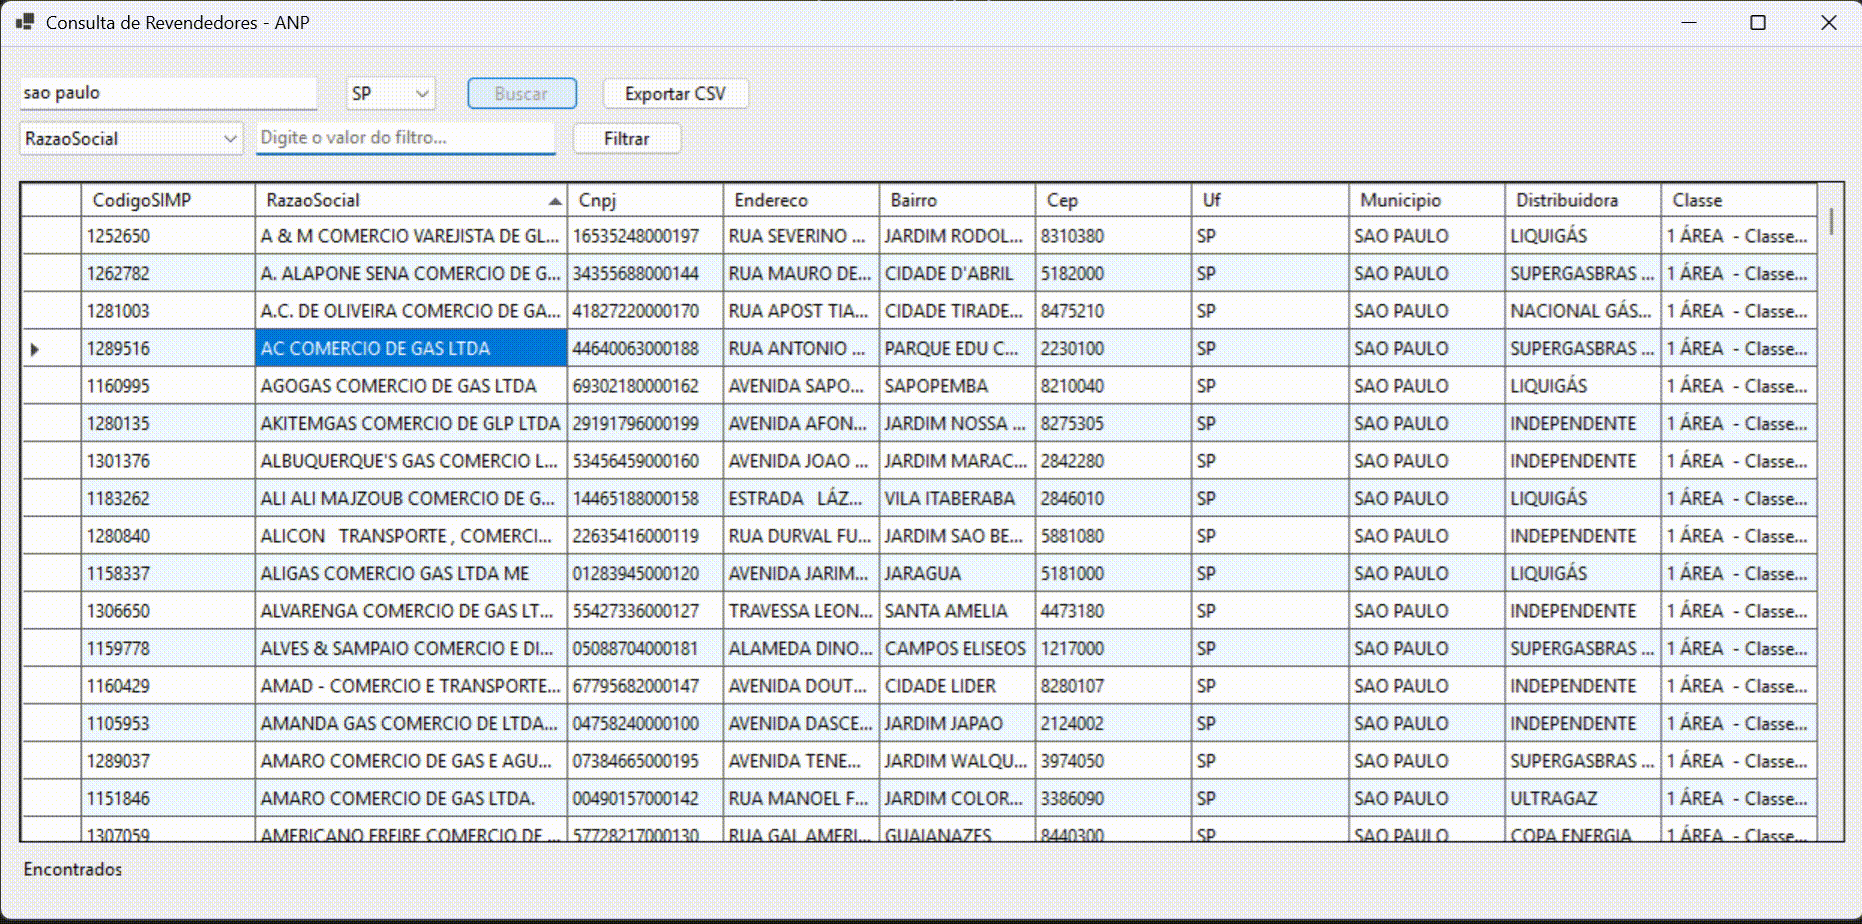 Consulta de Revendedores - ANP
sao paulo SP Buscar Exportar CSV
RazaoSocial Digite o valor do filtro... Filtrar
CodigoSIMP RazaoSocial Cnpj Endereco Bairro Cep Uf Municipio Distribuidora Classe
1252650 A & M COMERCIO VAREJISTA DE GL... 16535248000197 RUA SEVERINO ... JARDIM RODOL... 8310380 SP SAO PAULO LIQUIGÁS 1 ÁREA - Classe...
1262782 A. ALAPONE SENA COMERCIO DE G... 34355688000144 RUA MAURO DE... CIDADE D'ABRIL 5182000 SP SAO PAULO SUPERGASBRAS ... 1 ÁREA - Classe...
1281003 A.C. DE OLIVEIRA COMERCIO DE GA... 41827220000170 RUA APOST TIA... CIDADE TIRADE... 8475210 SP SAO PAULO NACIONAL GÁS... 1 ÁREA - Classe...
1289516 AC COMERCIO DE GAS LTDA 44640063000188 RUA ANTONIO ... PARQUE EDU C... 2230100 SP SAO PAULO SUPERGASBRAS ... 1 ÁREA - Classe...
1160995 AGOGAS COMERCIO DE GAS LTDA 69302180000162 AVENIDA SAPO... SAPOPEMBA 8210040 SP SAO PAULO LIQUIGÁS 1 ÁREA - Classe...
1280135 AKITEMGAS COMERCIO DE GLP LTDA 29191796000199 AVENIDA AFON... JARDIM NOSSA ... 8275305 SP SAO PAULO INDEPENDENTE 1 ÁREA - Classe...
1301376 ALBUQUERQUE'S GAS COMERCIO L... 53456459000160 AVENIDA JOAO ... JARDIM MARAC... 2842280 SP SAO PAULO INDEPENDENTE 1 ÁREA - Classe...
1183262 ALI ALI MAJZOUB COMERCIO DE G... 14465188000158 ESTRADA LÁZ... VILA ITABERABA 2846010 SP SAO PAULO LIQUIGÁS 1 ÁREA - Classe...
1280840 ALICON TRANSPORTE , COMERCI... 22635416000119 RUA DURVAL FU... JARDIM SAO BE... 5881080 SP SAO PAULO INDEPENDENTE 1 ÁREA - Classe...
1158337 ALIGAS COMERCIO GAS LTDA ME 01283945000120 AVENIDA JARIM... JARAGUA 5181000 SP SAO PAULO LIQUIGÁS 1 ÁREA - Classe...
1306650 ALVARENGA COMERCIO DE GAS LT... 55427336000127 TRAVESSA LEON... SANTA AMELIA 4473180 SP SAO PAULO INDEPENDENTE 1 ÁREA - Classe...
1159778 ALVES & SAMPAIO COMERCIO E DI... 05088704000181 ALAMEDA DINO... CAMPOS ELISEOS 1217000 SP SAO PAULO SUPERGASBRAS ... 1 ÁREA - Classe...
1160429 AMAD - COMERCIO E TRANSPORTE... 67795682000147 AVENIDA DOUT... CIDADE LIDER 8280107 SP SAO PAULO INDEPENDENTE 1 ÁREA - Classe...
1105953 AMANDA GAS COMERCIO DE LTDA... 04758240000100 AVENIDA DASCE... JARDIM JAPAO 2124002 SP SAO PAULO INDEPENDENTE 1 ÁREA - Classe...
1289037 AMARO COMERCIO DE GAS E AGU... 07384665000195 AVENIDA TENE... JARDIM WALQU... 3974050 SP SAO PAULO SUPERGASBRAS ... 1 ÁREA - Classe...
1151846 AMARO COMERCIO DE GAS LTDA. 00490157000142 RUA MANOEL F... JARDIM COLOR... 3386090 SP SAO PAULO ULTRAGAZ 1 ÁREA - Classe...
1307059 AMERICANO FREIRE COMERCIO DE ... 57728217000130 RUA GAL AMERI... GUAIANAZES 8440300 SP SAO PAULO COPA ENERGIA 1 ÁREA - Classe...
Encontrados